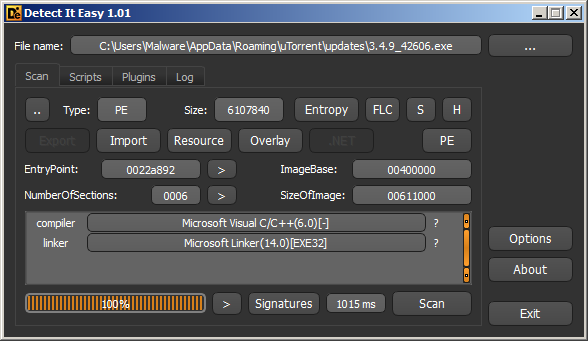 Detect It Easy 1.01
File name: C:\Users\Malware\AppData\Roaming\uTorrent\updates\3.4.9_42606.exe ...
Scan Scripts Plugins Log
.. Type: PE Size: 6107840 Entropy FLC S H
Export Import Resource Overlay .NET PE
EntryPoint: 0022a892 > ImageBase: 00400000
NumberOfSections: 0006 > SizeOfImage: 00611000
compiler Microsoft Visual C/C++(6.0)[-] ?
linker Microsoft Linker(14.0)[EXE32] ?
Options
About
100% > Signatures 1015 ms Scan
Exit